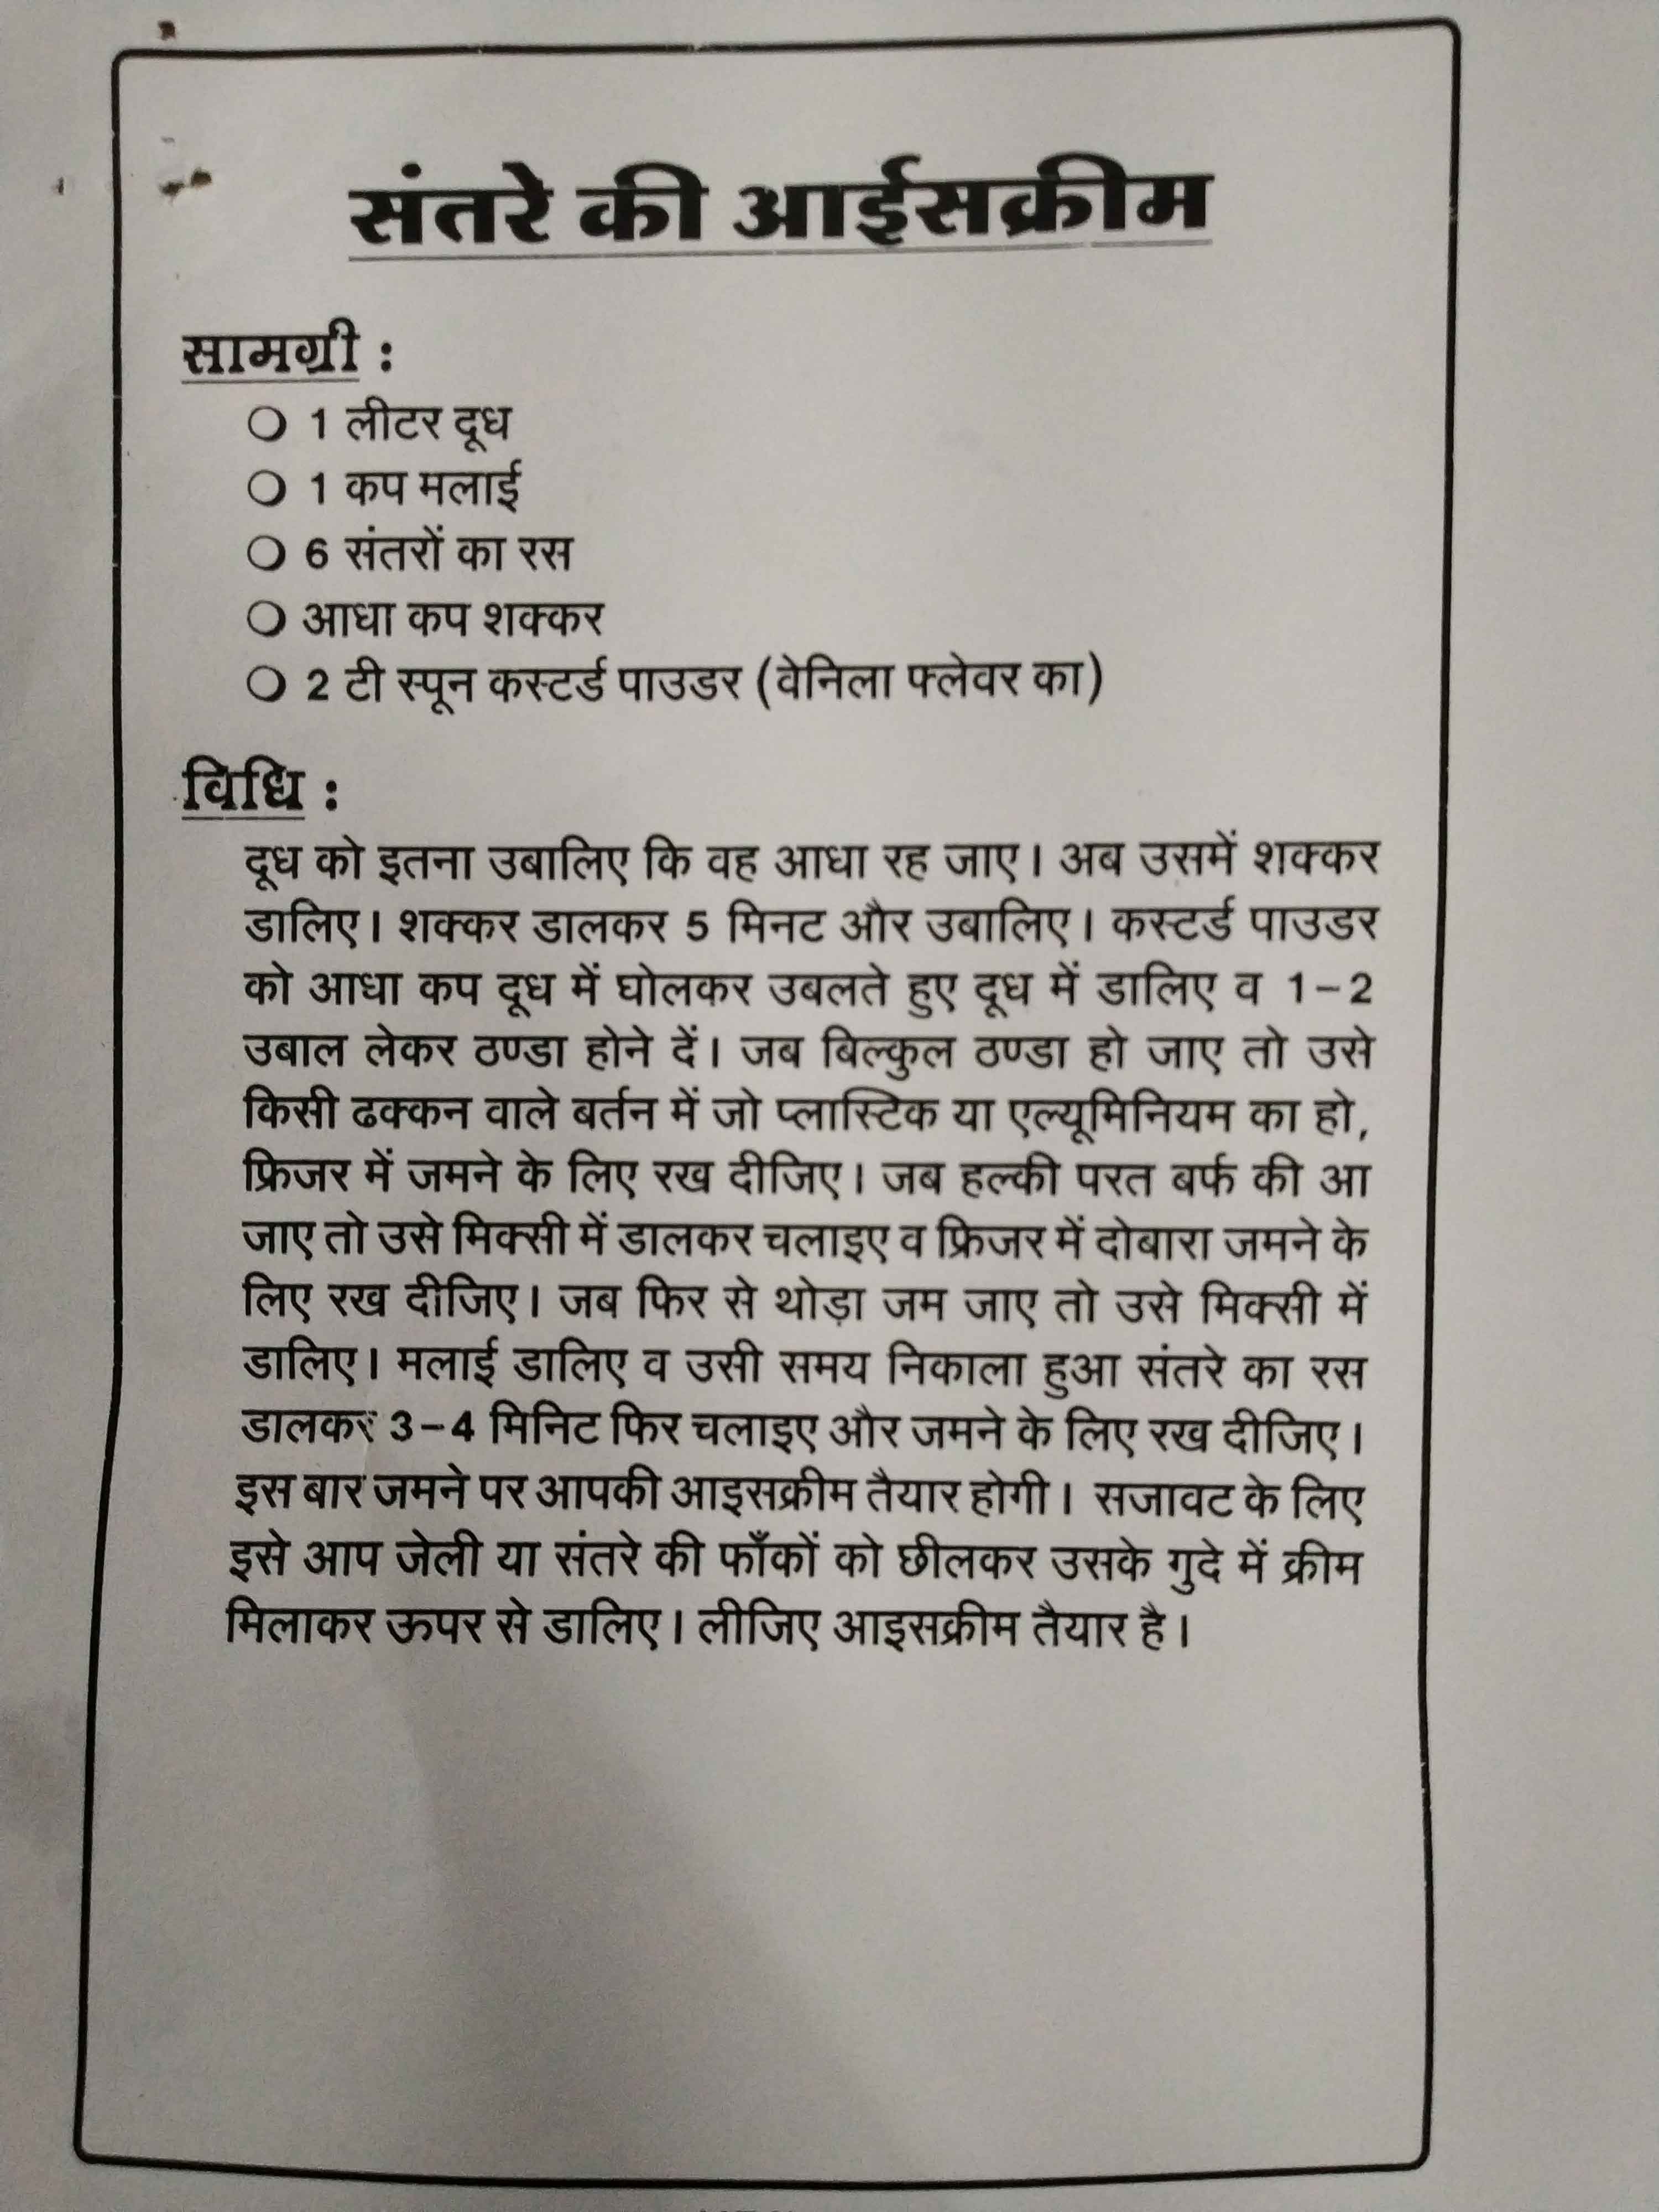 संतरे की आईसक्रीम
सामग्री :
❍ 1 लीटर दूध
❍ 1 कप मलाई
❍ 6 संतरों का रस
❍ आधा कप शक्कर
❍ 2 टी स्पून कस्टर्ड पाउडर (वेनिला फ्लेवर का)
विधि :
दूध को इतना उबालिए कि वह आधा रह जाए। अब उसमें शक्कर
डालिए। शक्कर डालकर 5 मिनट और उबालिए। कस्टर्ड पाउडर
को आधा कप दूध में घोलकर उबलते हुए दूध में डालिए व 1-2
उबाल लेकर ठण्डा होने दें। जब बिल्कुल ठण्डा हो जाए तो उसे
किसी ढक्कन वाले बर्तन में जो प्लास्टिक या एल्यूमिनियम का हो,
फ्रिजर में जमने के लिए रख दीजिए। जब हल्की परत बर्फ की आ
जाए तो उसे मिक्सी में डालकर चलाइए व फ्रिजर में दोबारा जमने के
लिए रख दीजिए। जब फिर से थोड़ा जम जाए तो उसे मिक्सी में
डालिए। मलाई डालिए व उसी समय निकाला हुआ संतरे का रस
डालकर 3-4 मिनिट फिर चलाइए और जमने के लिए रख दीजिए।
इस बार जमने पर आपकी आइसक्रीम तैयार होगी। सजावट के लिए
इसे आप जेली या संतरे की फाँकों को छीलकर उसके गुदे में क्रीम
मिलाकर ऊपर से डालिए। लीजिए आइसक्रीम तैयार है।